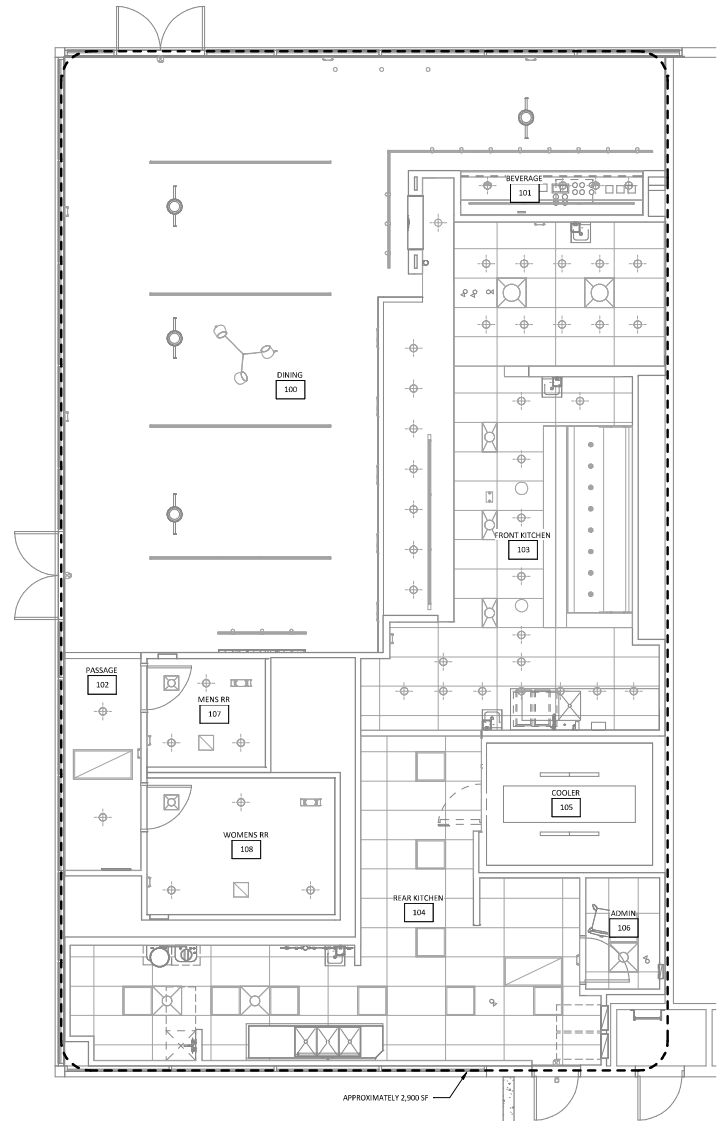 BEVERAGE
101
DINING
100
FRONT KITCHEN
103
PASSAGE
102
MENS RR
107
COOLER
105
WOMENS RR
108
REAR KITCHEN
104
ADMIN
106
APPROXIMATELY 2,900 SF